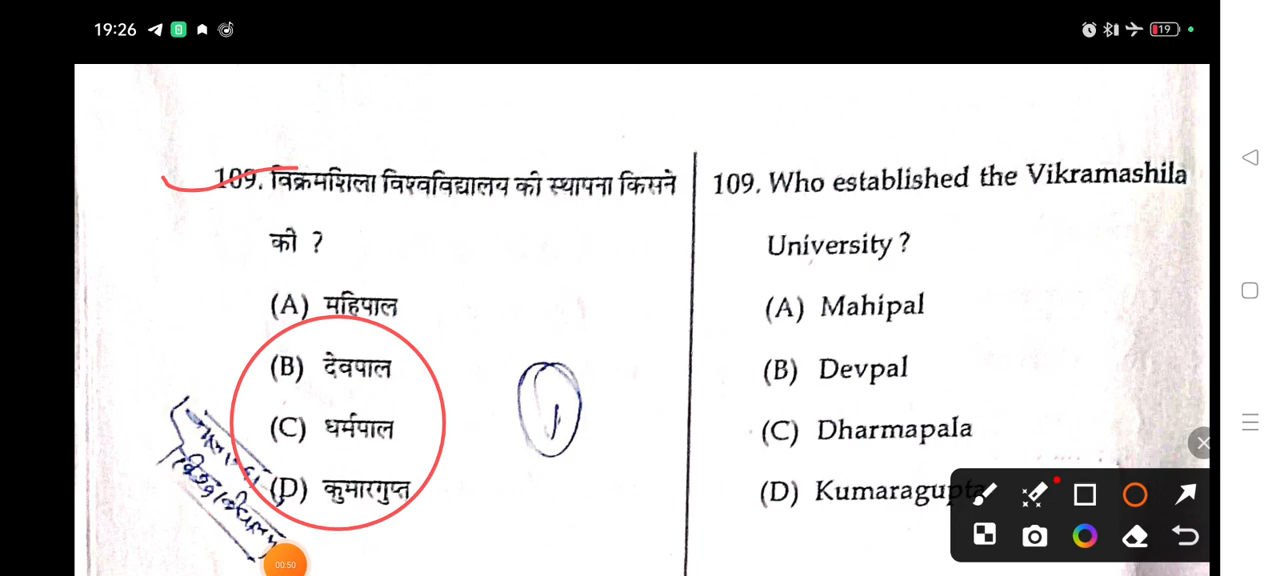 19:26
19
109. विक्रमशिला विश्वविद्यालय की स्थापना किसने
की ?
(A) महिपाल
(B) देवपाल
(C) धर्मपाल
(D) कुमारगुप्त
109. Who established the Vikramashila
University ?
(A) Mahipal
(B) Devpal
(C) Dharmapala
(D) Kumaragupta
00:50